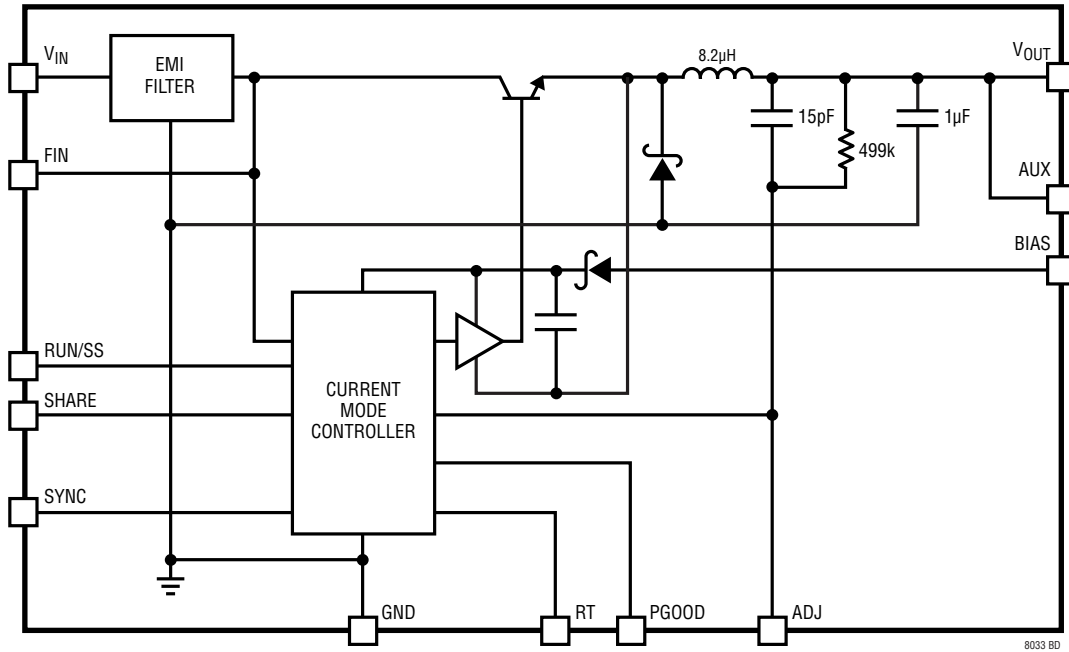 VIN
EMI
FILTER
8.2µH
VOUT
15pF
499k
1µF
FIN
AUX
BIAS
RUN/SS
SHARE
SYNC
CURRENT
MODE
CONTROLLER
GND
RT
PGOOD
ADJ
8033 BD